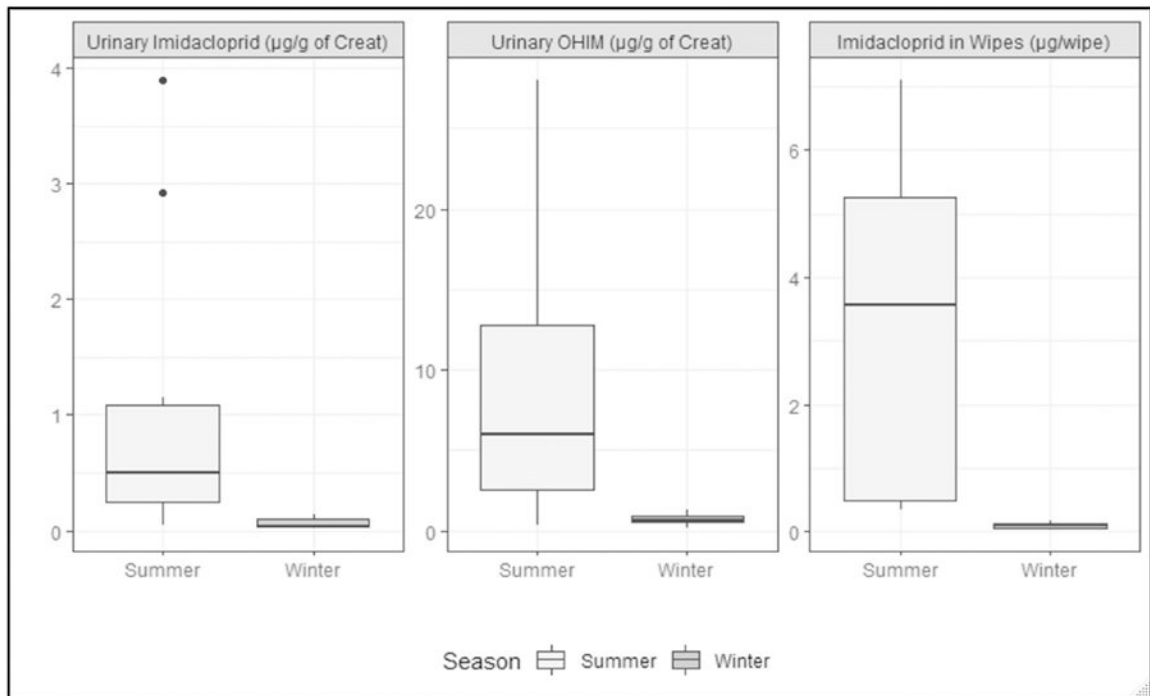 Urinary Imidacloprid (µg/g of Creat)
Urinary OHIM (µg/g of Creat)
Imidacloprid in Wipes (µg/wipe)
4
3
2
1
0
20
10
0
6
4
2
0
Summer
Winter
Summer
Winter
Summer
Winter
Season Summer Winter